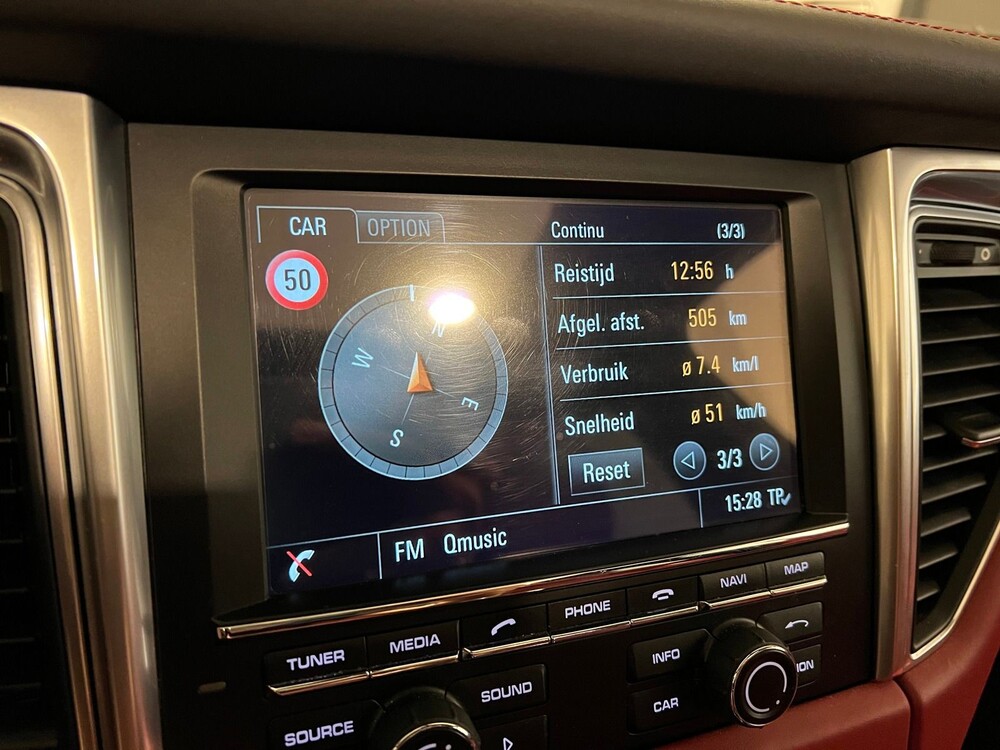 CAR OPTION Continu (3/3)
50
Reistijd 12:56 h
Afgel. afst. 505 km
Verbruik ø 7.4 km/l
Snelheid ø 51 km/h
N
W
E
S
Reset 3/3
15:28 TP
FM Qmusic
TUNER MEDIA PHONE NAVI MAP
SOURCE SOUND INFO
CAR